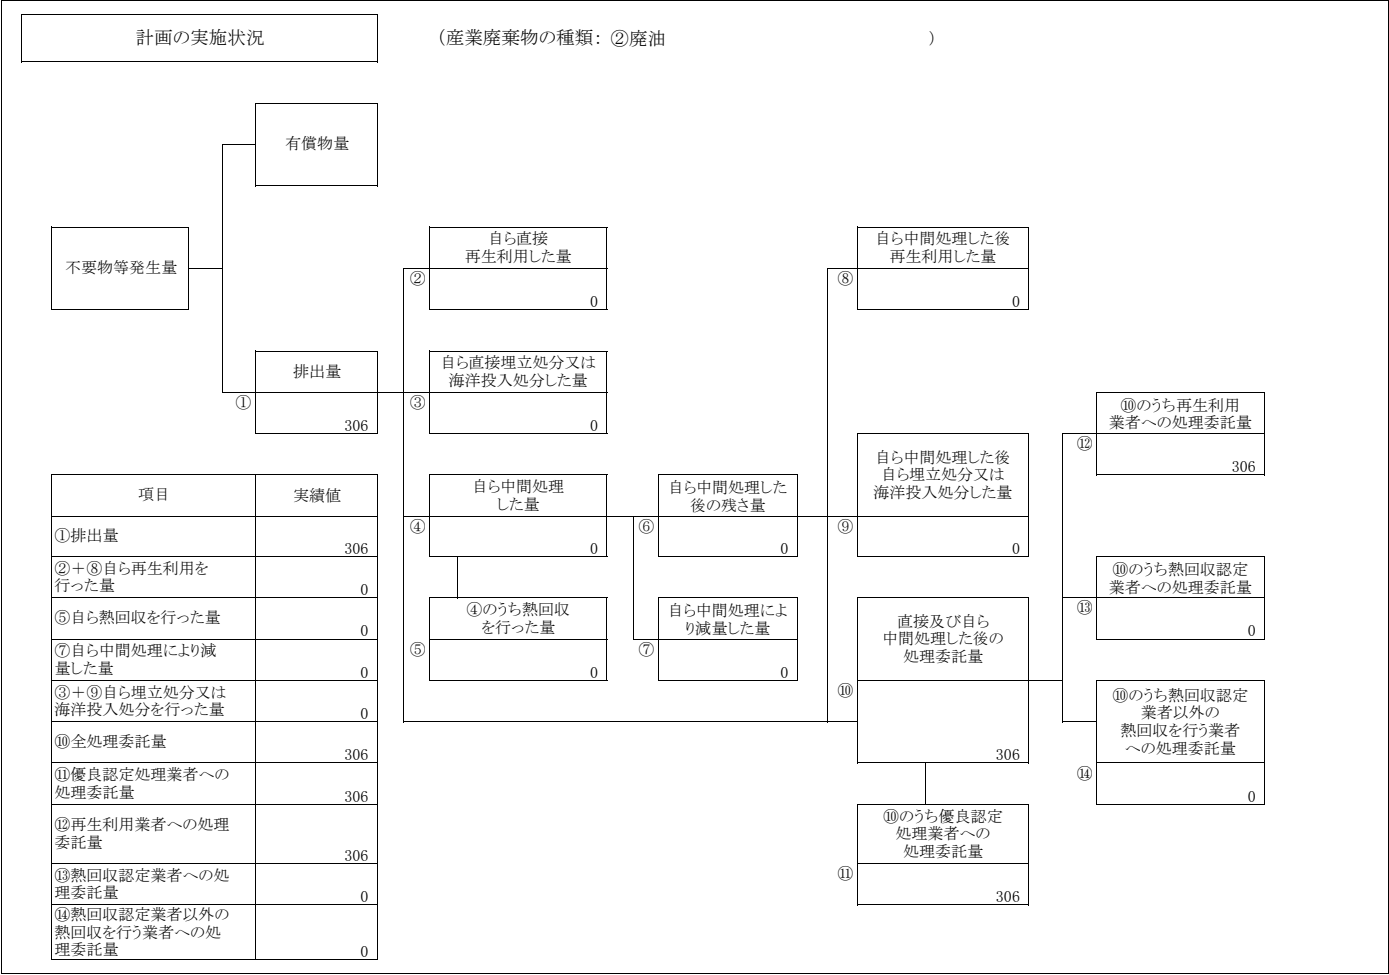 計画の実施状況
（産業廃棄物の種類： ②廃油 ）
有償物量
不要物等発生量
自ら直接
再生利用した量
②
0
自ら中間処理した後
再生利用した量
⑧
0
排出量
①
306
自ら直接埋立処分又は
海洋投入処分した量
③
0
⑩のうち再生利用
業者への処理委託量
⑫
306
自ら中間処理
した量
④
0
自ら中間処理した
後の残さ量
⑥
0
自ら中間処理した後
自ら埋立処分又は
海洋投入処分した量
⑨
0
⑩のうち熱回収認定
業者への処理委託量
⑬
0
④のうち熱回収
を行った量
⑤
0
自ら中間処理によ
り減量した量
⑦
0
直接及び自ら
中間処理した後の
処理委託量
⑩
306
⑩のうち熱回収認定
業者以外の
熱回収を行う業者
への処理委託量
⑭
0
⑩のうち優良認定
処理業者への
処理委託量
⑪
306
項目 実績値
①排出量
306
②＋⑧自ら再生利用を
行った量
0
⑤自ら熱回収を行った量
0
⑦自ら中間処理により減
量した量
0
③＋⑨自ら埋立処分又は
海洋投入処分を行った量
0
⑩全処理委託量
306
⑪優良認定処理業者への
処理委託量
306
⑫再生利用業者への処理
委託量
306
⑬熱回収認定業者への処
理委託量
0
⑭熱回収認定業者以外の
熱回収を行う業者への処
理委託量
0